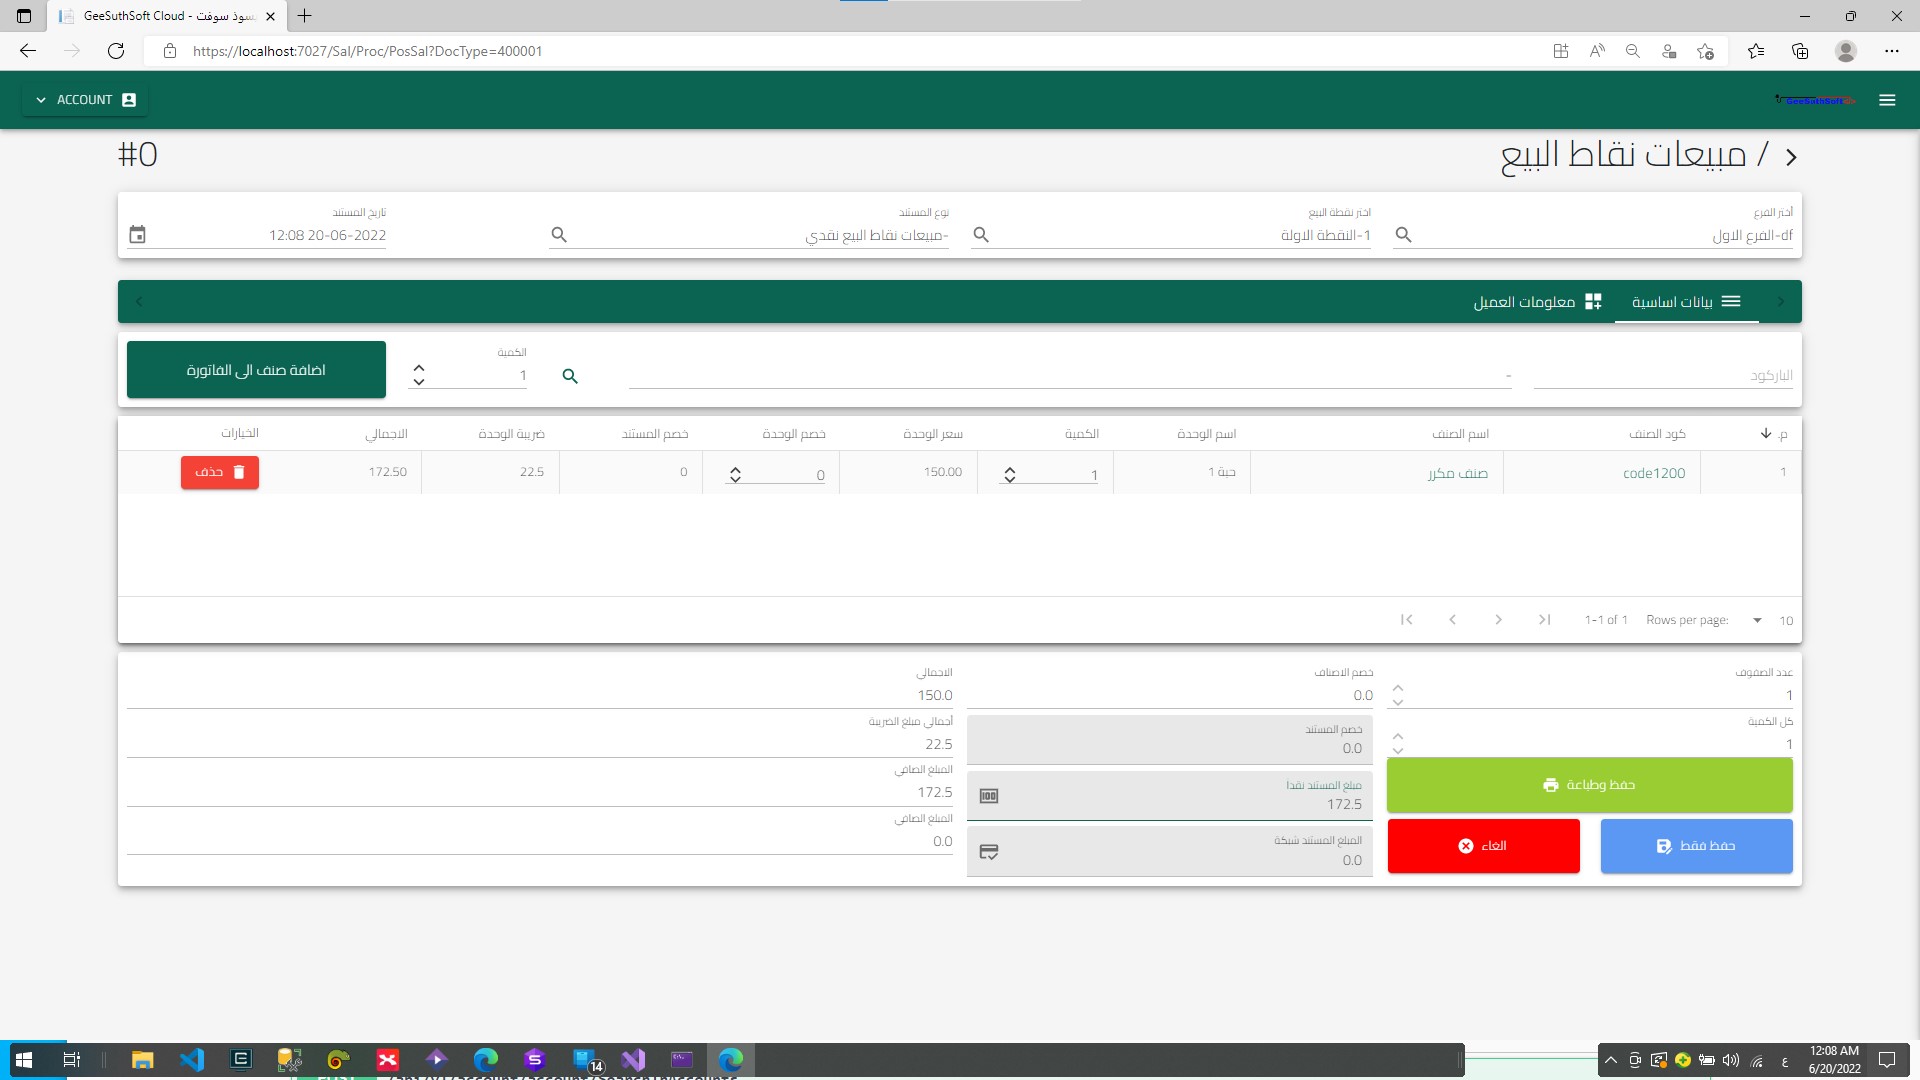 GeeSuthSoft Cloud - يسوذ سوفت
https://localhost:7027/Sal/Proc/PosSal?DocType=400001
ACCOUNT
GeeSuthSoft
/ مبيعات نقاط البيع
#0
أختر الفرع
df-الفرع الاول
اختر نقطة البيع
1-النقطة الاولة
نوع المستند
-مبيعات نقاط البيع نقدي
تاريخ المستند
12:08 20-06-2022
بيانات اساسية
معلومات العميل
الباركود
-
الكمية
1
اضافة صنف الى الفاتورة
م. كود الصنف اسم الصنف اسم الوحدة الكمية سعر الوحدة خصم الوحدة خصم المستند ضريبة الوحدة الاجمالي الخيارات
1 code1200 صنف مكرر حبة 1 1 150.00 0 0 22.5 172.50 حذف
1-1 of 1 Rows per page: 10
عدد الصفوف
1
كل الكمية
1
حفظ وطباعة
حفظ فقط
الغاء
خصم الاصناف
0.0
خصم المستند
0.0
مبلغ المستند نقدا
172.5
المبلغ المستند شبكة
0.0
الاجمالي
150.0
أجمالي مبلغ الضريبة
22.5
المبلغ الصافي
172.5
المبلغ الصافي
0.0
14
ع
12:08 AM
6/20/2022